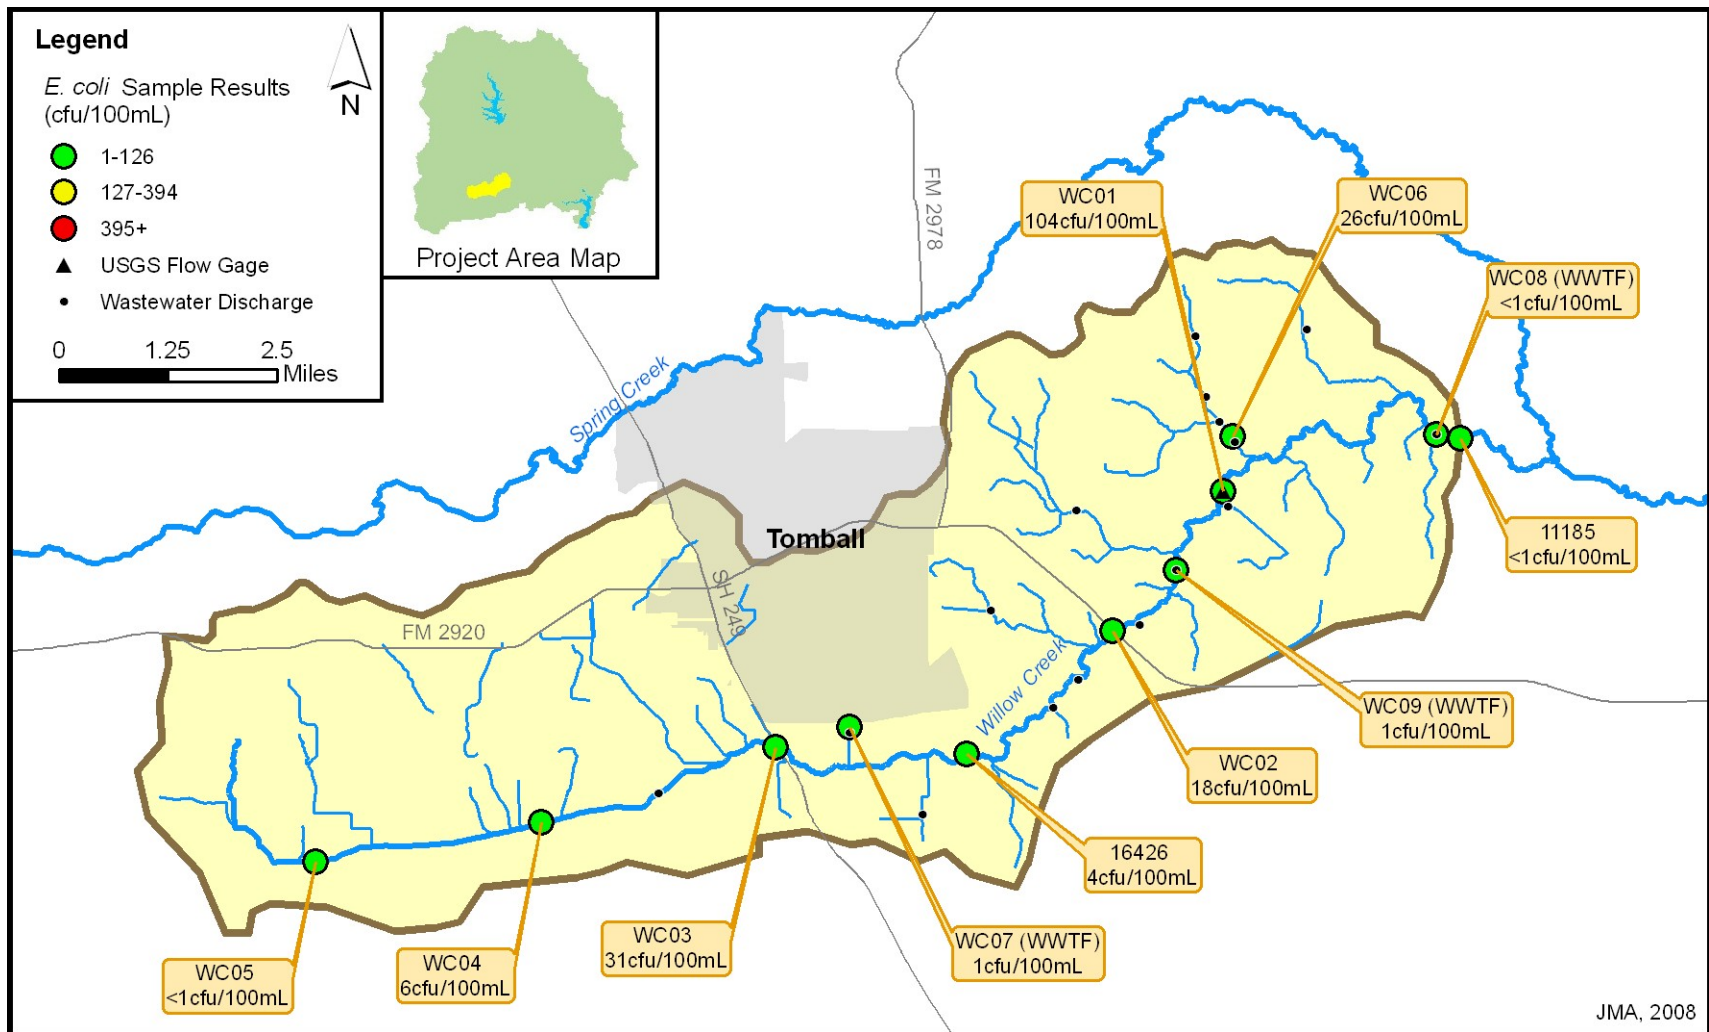 Legend
E. coli Sample Results
(cfu/100mL)
1-126
127-394
395+
USGS Flow Gage
Wastewater Discharge
0 1.25 2.5
Miles
N
Project Area Map
FM 2978
WC01
104cfu/100mL
WC06
26cfu/100mL
WC08 (WWTF)
<1cfu/100mL
Spring Creek
11185
<1cfu/100mL
Tomball
SH 249
FM 2920
Willow Creek
WC09 (WWTF)
1cfu/100mL
WC02
18cfu/100mL
16426
4cfu/100mL
WC03
31cfu/100mL
WC07 (WWTF)
1cfu/100mL
WC04
6cfu/100mL
WC05
<1cfu/100mL
JMA, 2008